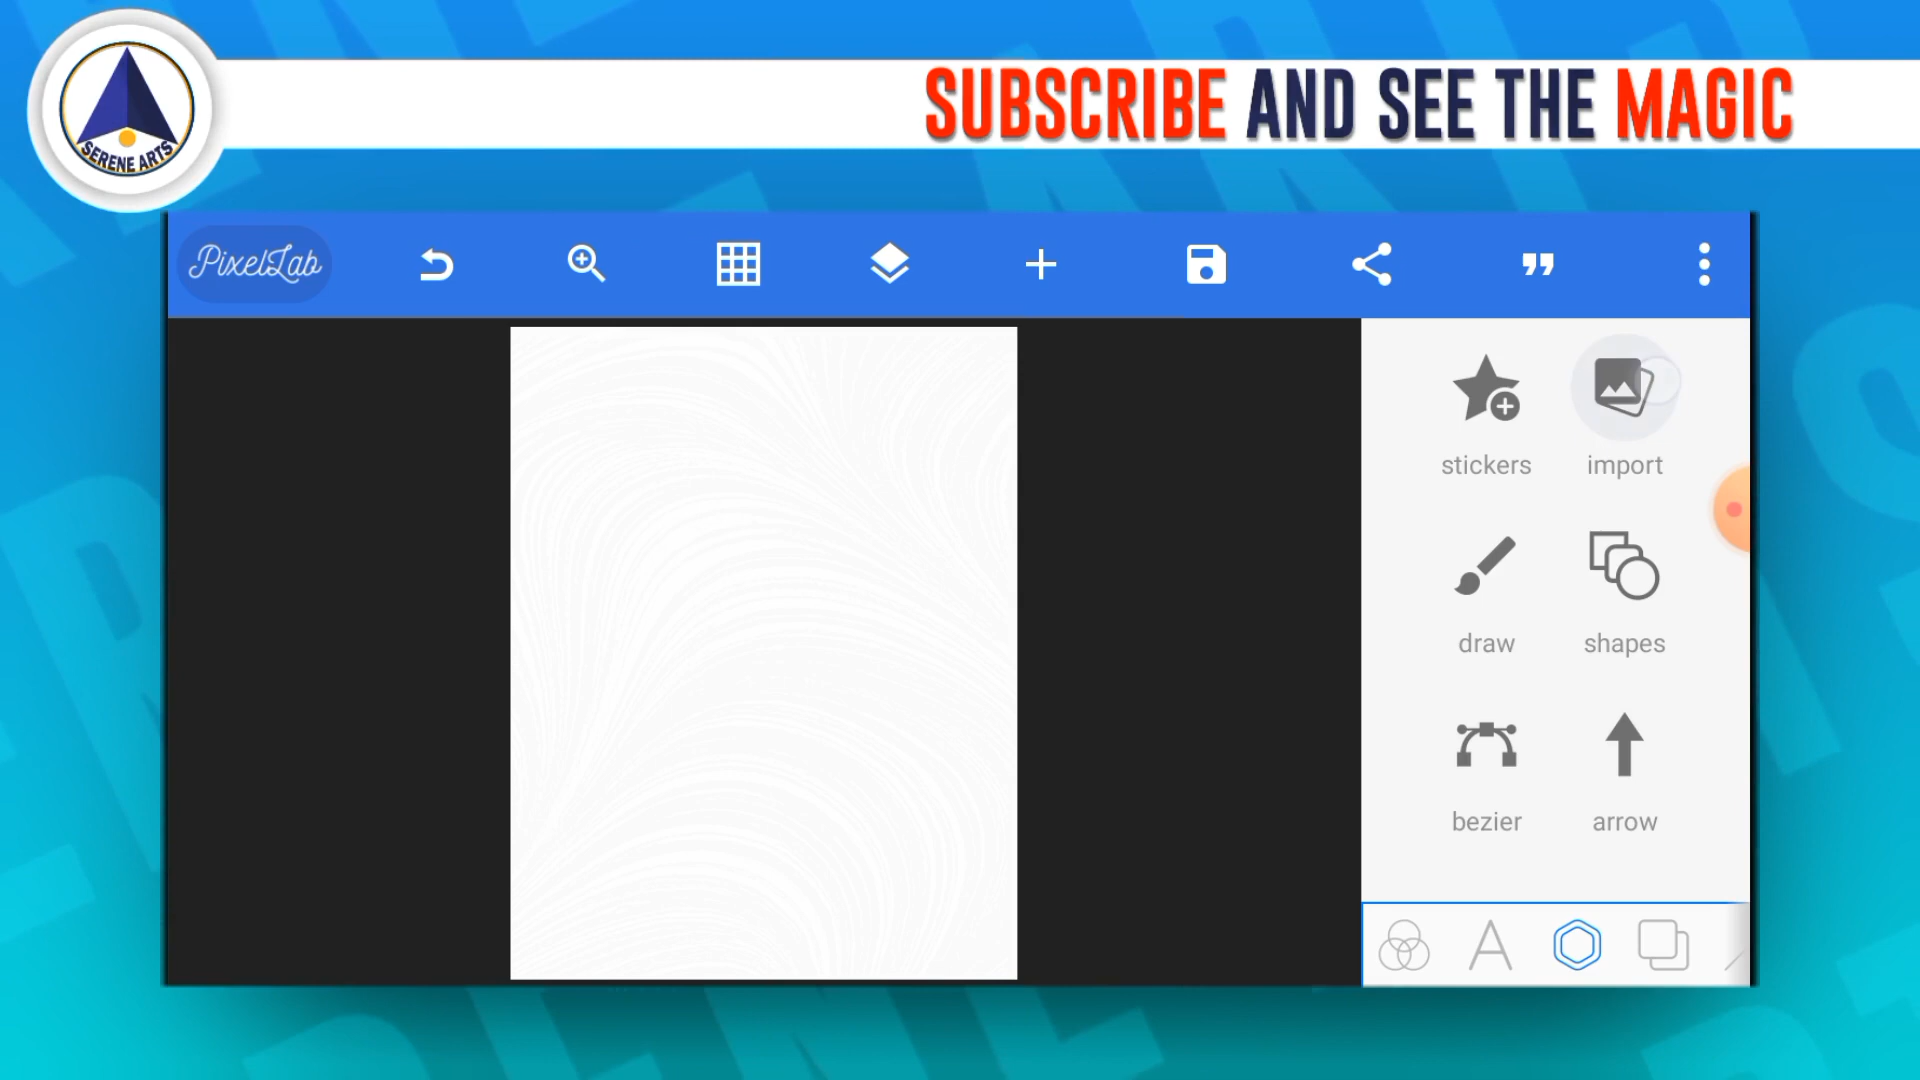 SUBSCRIBE AND SEE THE MAGIC
SERENE ARTS
PixelLab
stickers
import
draw
shapes
bezier
arrow